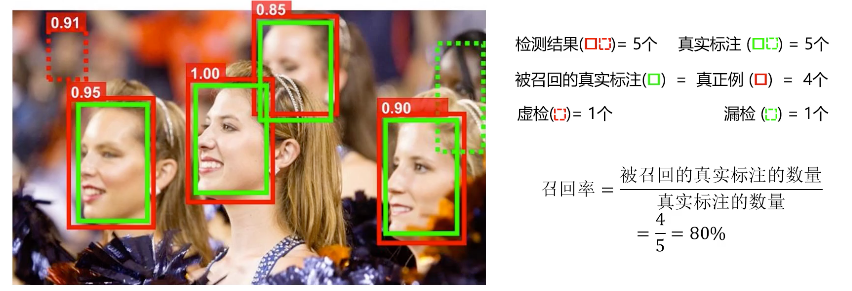 0.91
0.85
0.95
1.00
0.90
检测结果(□□)= 5个 真实标注 (□□) = 5个
被召回的真实标注(□) = 真正例 (□) = 4个
虚检(□)= 1个 漏检 (□) = 1个
召回率 = 被召回的真实标注的数量
真实标注的数量
= 4/5 = 80%